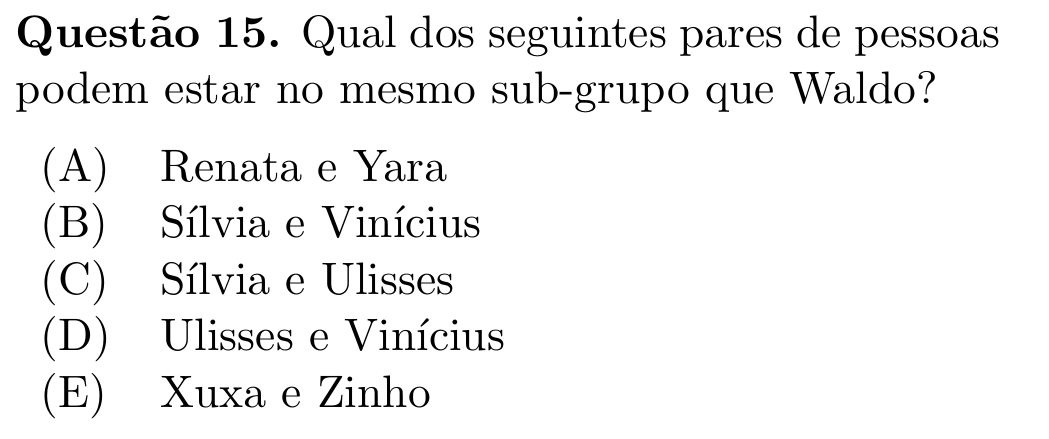 Questão 15. Qual dos seguintes pares de pessoas
podem estar no mesmo sub-grupo que Waldo?
(A) Renata e Yara
(B) Sílvia e Vinícius
(C) Sílvia e Ulisses
(D) Ulisses e Vinícius
(E) Xuxa e Zinho